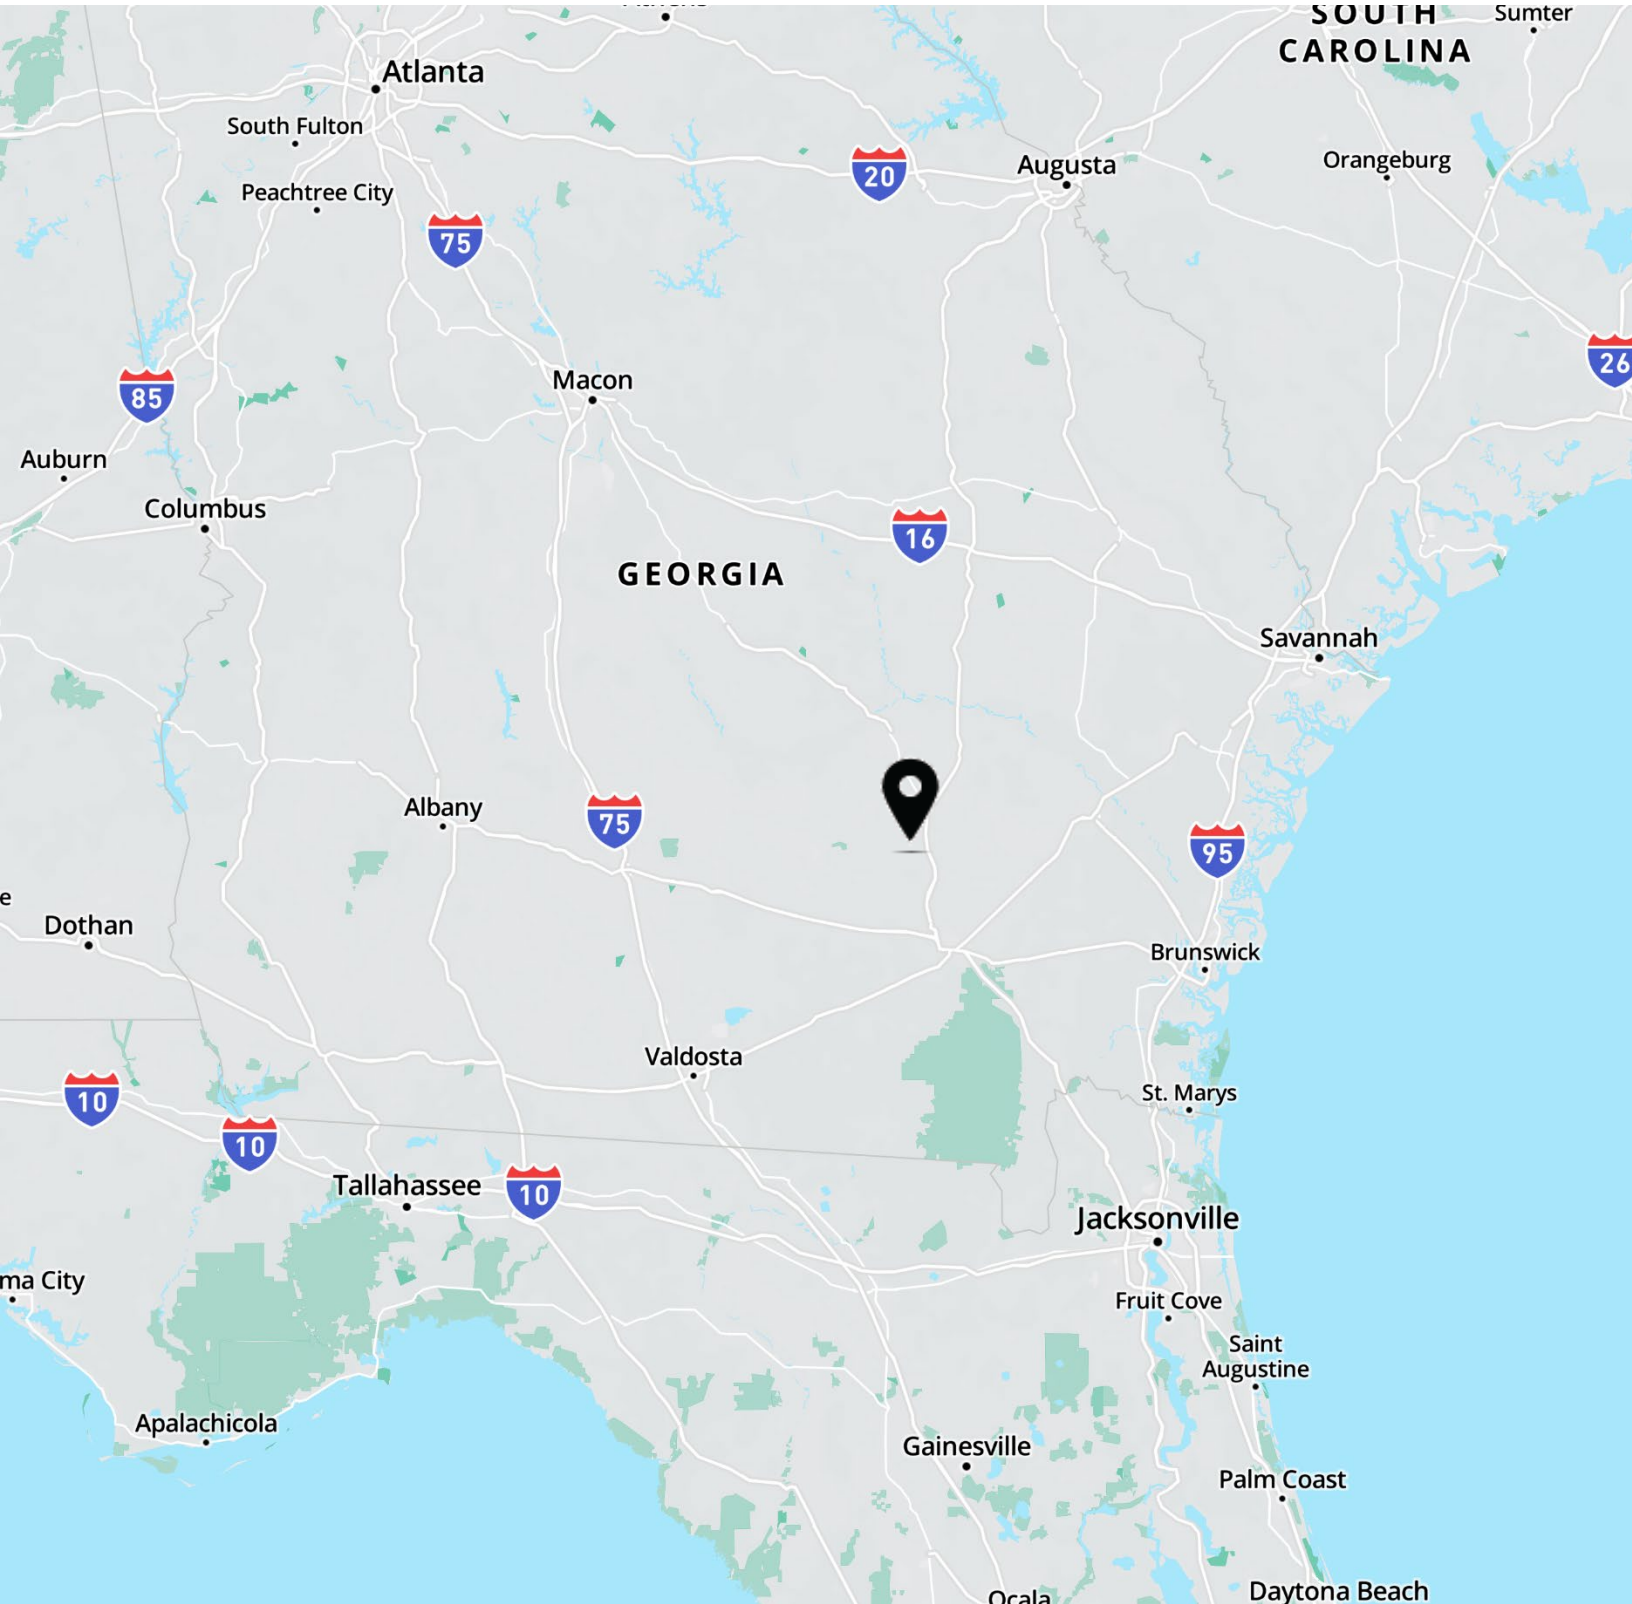 SOUTH
CAROLINA
Sumter
Atlanta
South Fulton
Peachtree City
75
20
Augusta
Orangeburg
26
85
Macon
Auburn
Columbus
16
GEORGIA
Savannah
Albany
75
95
Dothan
Brunswick
Valdosta
St. Marys
10
10
10
Tallahassee
Jacksonville
ma City
Fruit Cove
Saint
Augustine
Apalachicola
Gainesville
Palm Coast
Ocala
Daytona Beach